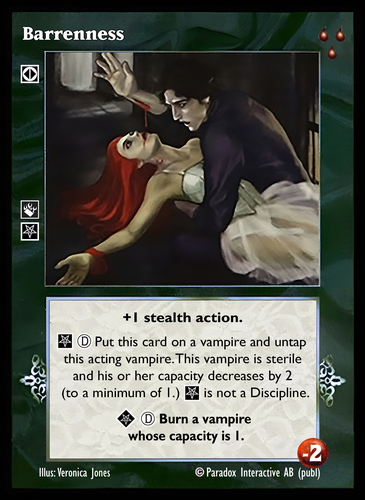 Barrenness
+1 stealth action.
Ⓓ Put this card on a vampire and untap
this acting vampire. This vampire is sterile
and his or her capacity decreases by 2
(to a minimum of 1.) is not a Discipline.
Ⓓ Burn a vampire
whose capacity is 1.
-2
Illus: Veronica Jones © Paradox Interactive AB (publ)